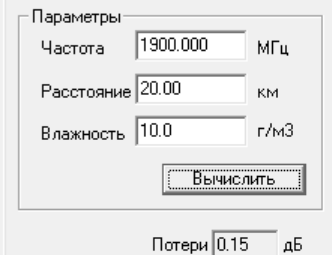 Параметры
Частота 1900.000 МГц
Расстояние 20.00 км
Влажность 10.0 г/м3
Вычислить
Потери 0.15 дБ